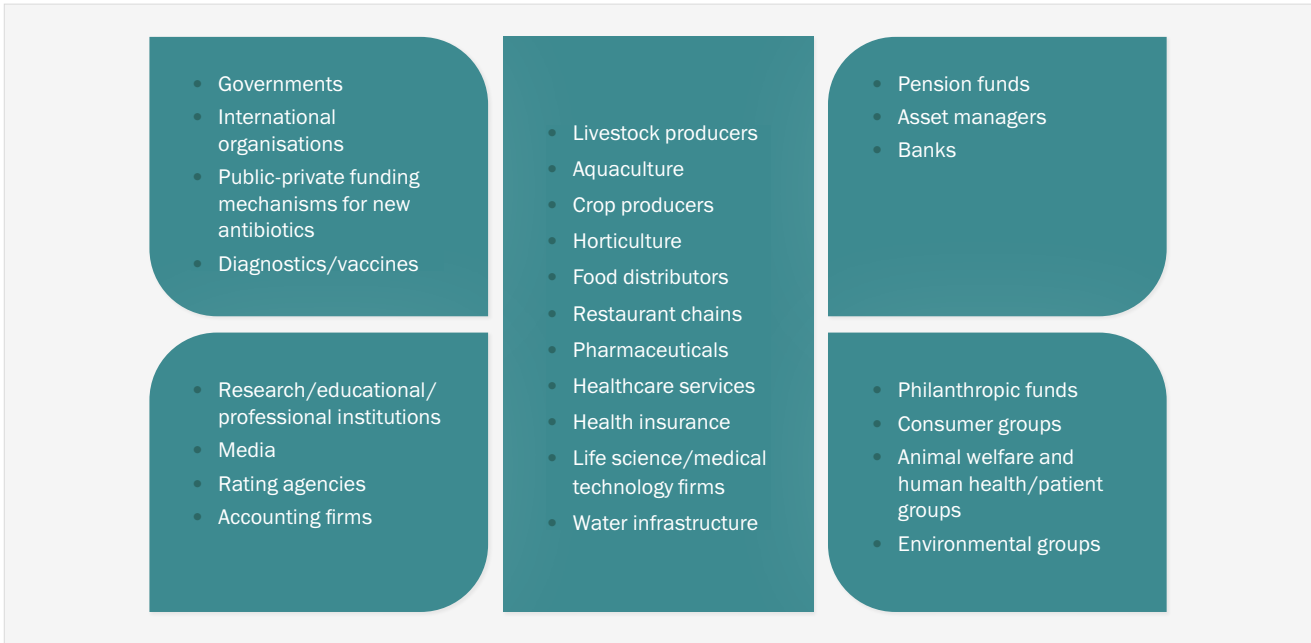 Governments
International
organisations
Public-private funding
mechanisms for new
antibiotics
Diagnostics/vaccines
Research/educational/
professional institutions
Media
Rating agencies
Accounting firms
Livestock producers
Aquaculture
Crop producers
Horticulture
Food distributors
Restaurant chains
Pharmaceuticals
Healthcare services
Health insurance
Life science/medical
technology firms
Water infrastructure
Pension funds
Asset managers
Banks
Philanthropic funds
Consumer groups
Animal welfare and
human health/patient
groups
Environmental groups